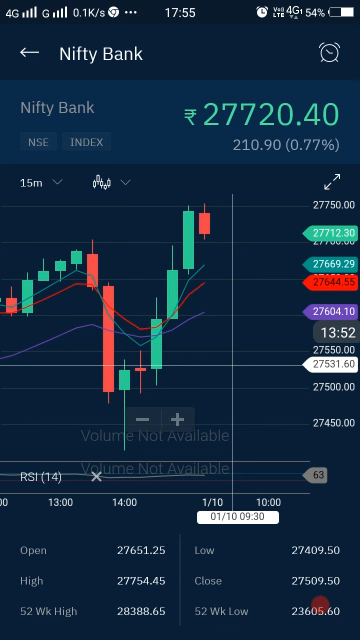 4G G 0.1K/s ••• 17:55 VoLTE 4G1 54%
Nifty Bank
Nifty Bank ₹ 27720.40
NSE INDEX 210.90 (0.77%)
15m
27750.00
27712.30
27669.29
27644.55
27604.10
13:52
27550.00
27531.60
27500.00
27450.00
Volume Not Available
Volume Not Available
RSI (14) 63
:00 13:00 14:00 1/10 10:00
01/10 09:30
Open 27651.25 Low 27409.50
High 27754.45 Close 27509.50
52 Wk High 28388.65 52 Wk Low 23605.60